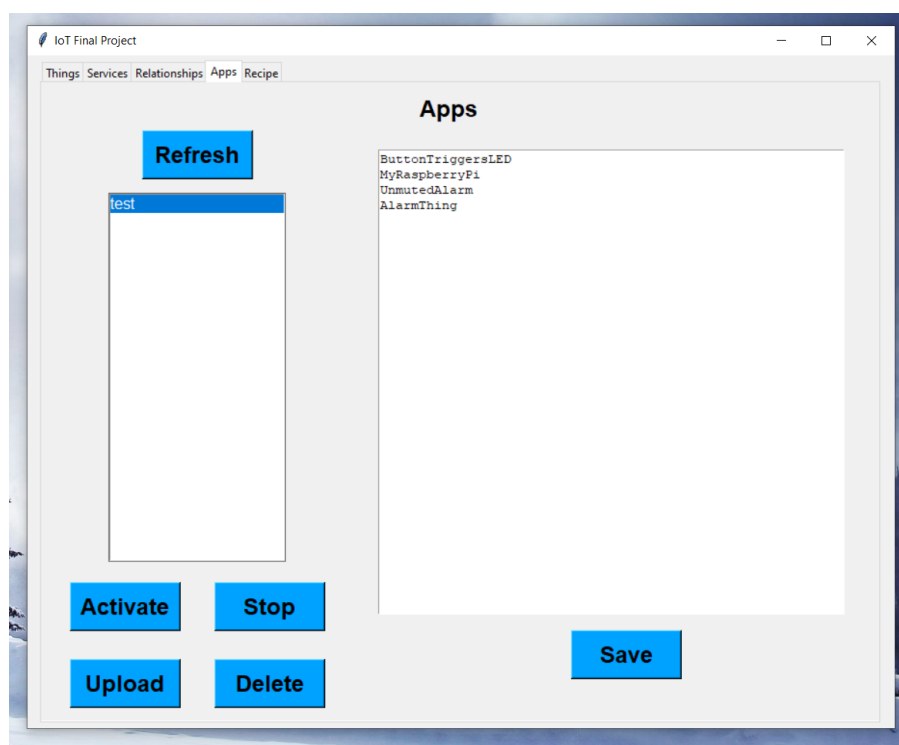 IoT Final Project
Things Services Relationships Apps Recipe
Apps
Refresh
test
ButtonTriggersLED
MyRaspberryPi
UnmutedAlarm
AlarmThing
Activate Stop
Save
Upload Delete